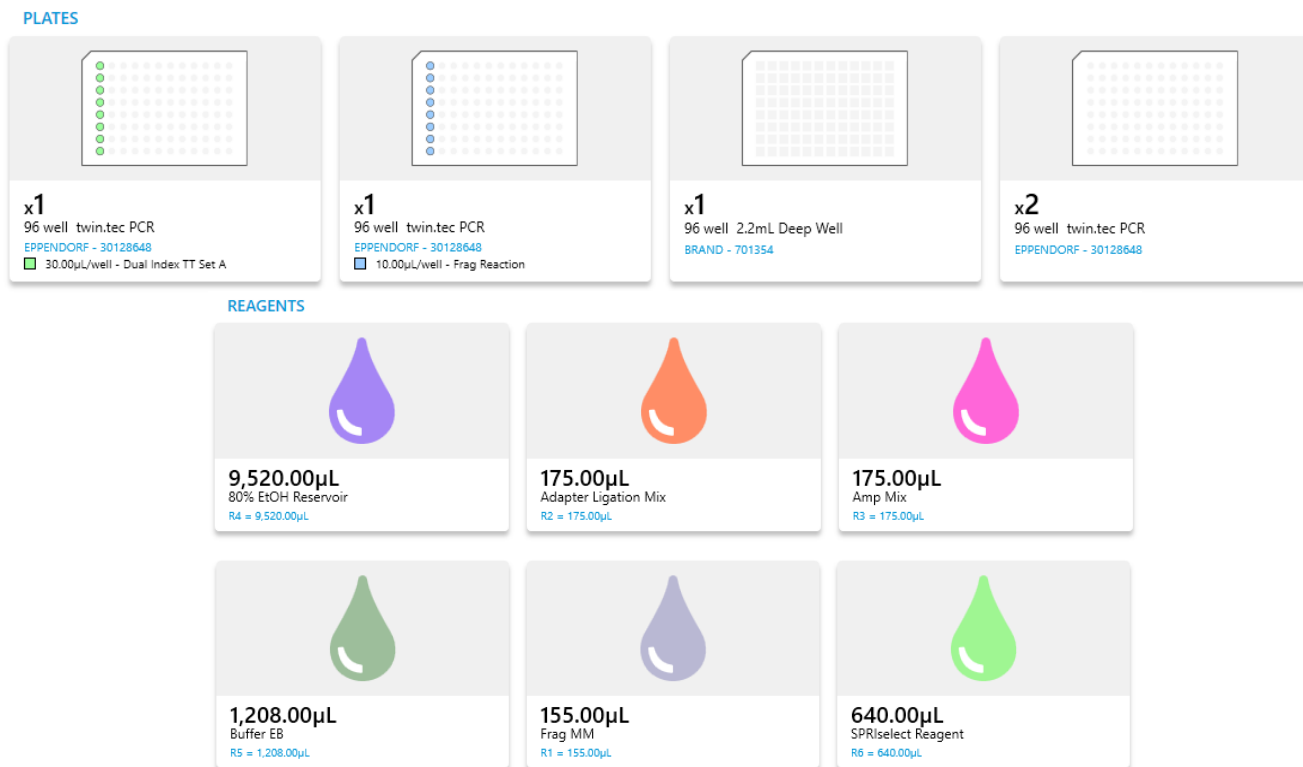 PLATES
x1
96 well twin.tec PCR
EPPENDORF - 30128648
30.00µL/well - Dual Index TT Set A
x1
96 well twin.tec PCR
EPPENDORF - 30128648
10.00µL/well - Frag Reaction
x1
96 well 2.2mL Deep Well
BRAND - 701354
x2
96 well twin.tec PCR
EPPENDORF - 30128648
REAGENTS
9,520.00µL
80% EtOH Reservoir
R4 = 9,520.00µL
175.00µL
Adapter Ligation Mix
R2 = 175.00µL
175.00µL
Amp Mix
R3 = 175.00µL
1,208.00µL
Buffer EB
R5 = 1,208.00µL
155.00µL
Frag MM
R1 = 155.00µL
640.00µL
SPRIselect Reagent
R6 = 640.00µL